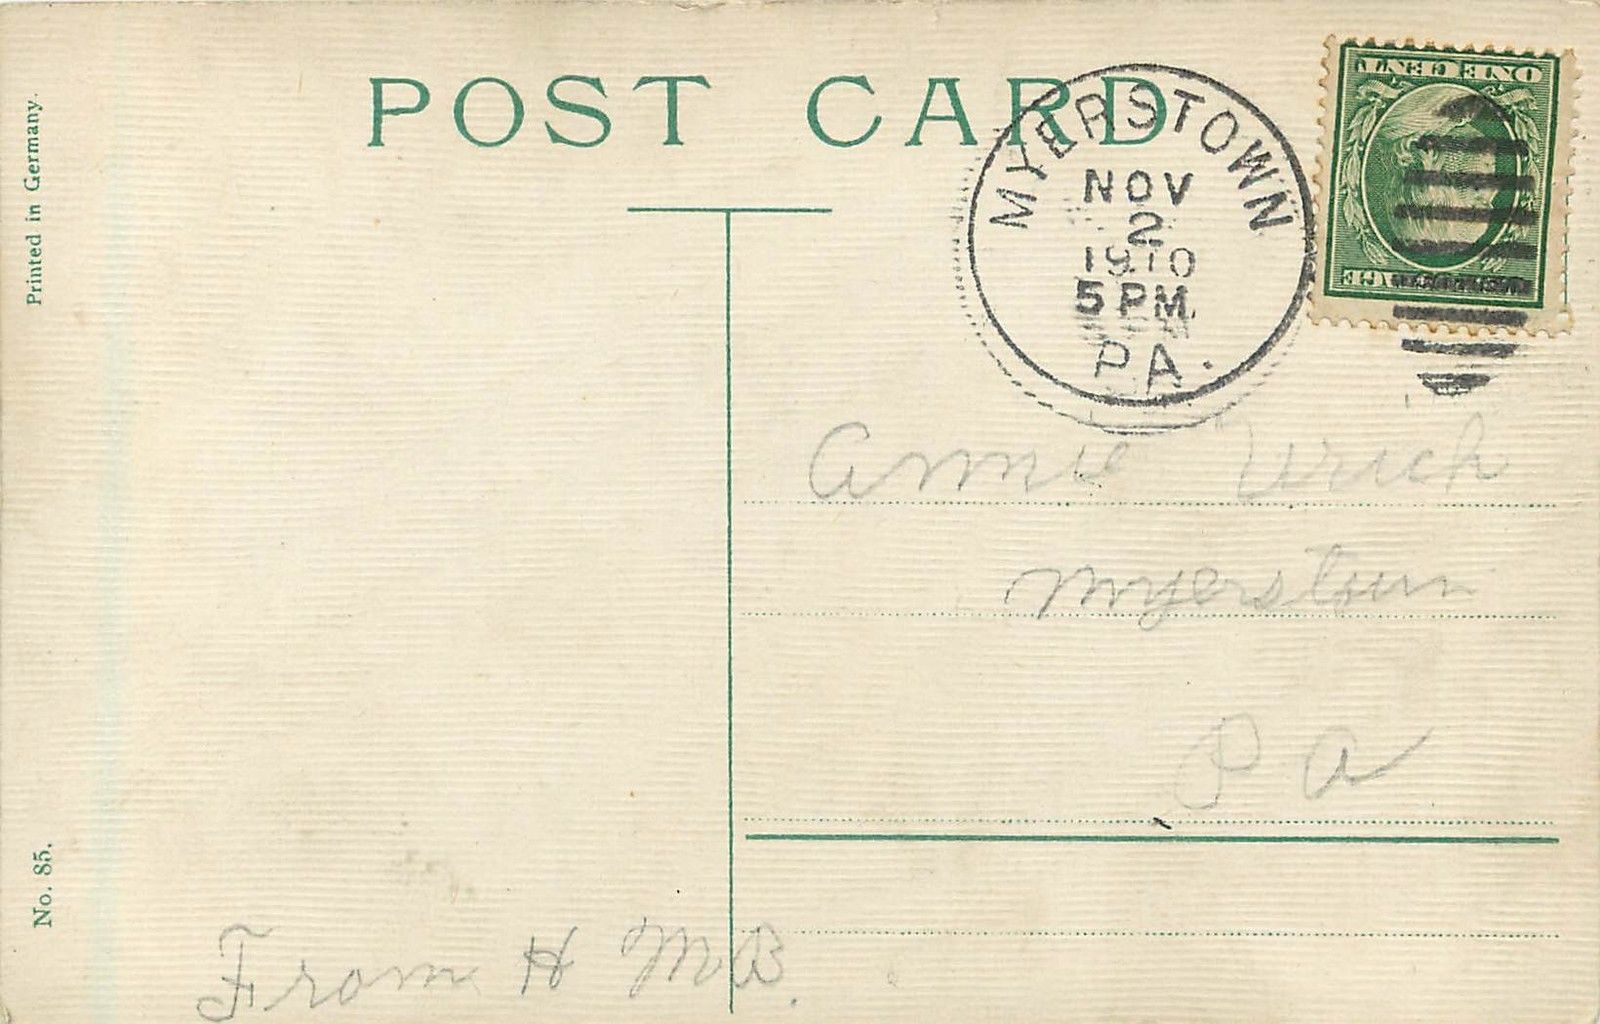 POST CARD
MYERSTOWN
NOV
2
1910
5 PM.
PA.
ONE CENT
Printed in Germany.
Annie Urich
Myerstown
Pa
No. 85.
From H M B.